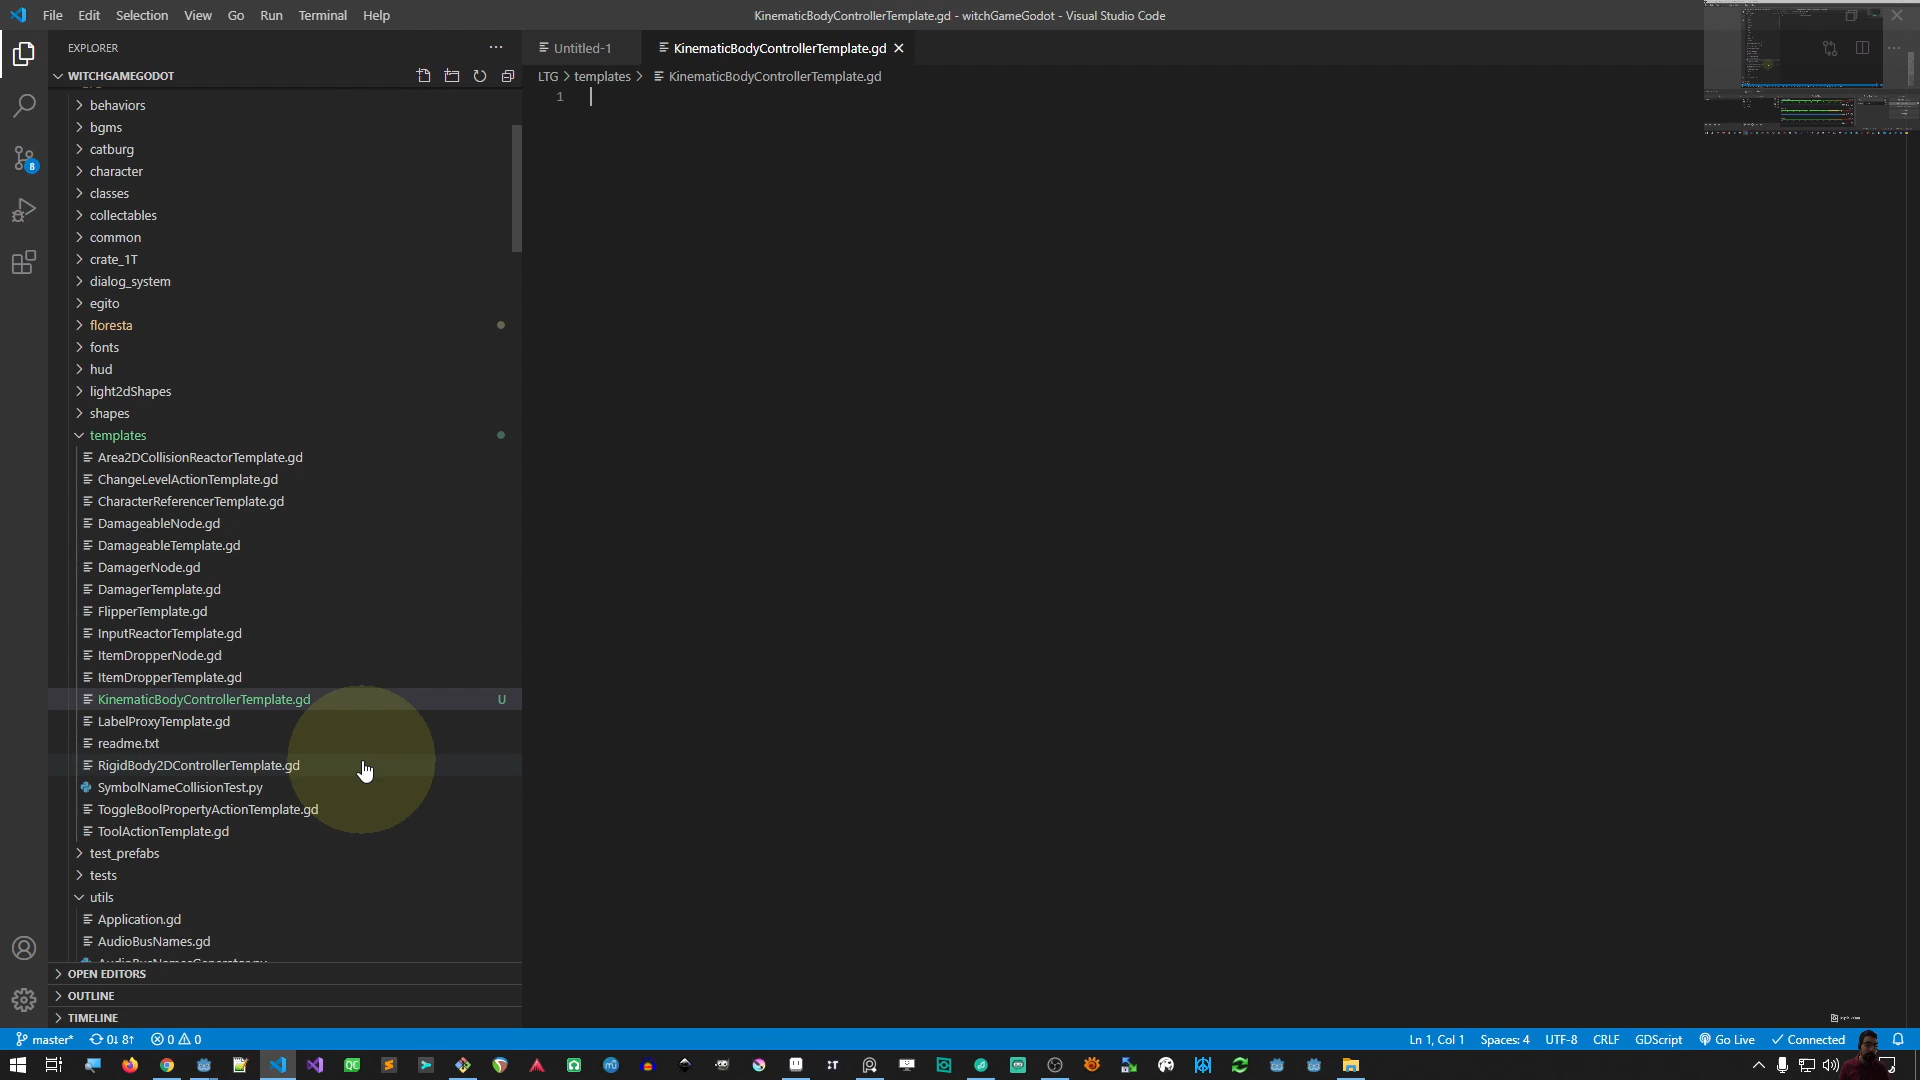 File Edit Selection View Go Run Terminal Help
KinematicBodyControllerTemplate.gd - witchGameGodot - Visual Studio Code
EXPLORER
Untitled-1
KinematicBodyControllerTemplate.gd
WITCHGAMEGODOT
LTG > templates > KinematicBodyControllerTemplate.gd
1
behaviors
bgms
catburg
character
classes
collectables
common
crate_1T
dialog_system
egito
floresta
fonts
hud
light2dShapes
shapes
templates
Area2DCollisionReactorTemplate.gd
ChangeLevelActionTemplate.gd
CharacterReferencerTemplate.gd
DamageableNode.gd
DamageableTemplate.gd
DamagerNode.gd
DamagerTemplate.gd
FlipperTemplate.gd
InputReactorTemplate.gd
ItemDropperNode.gd
ItemDropperTemplate.gd
KinematicBodyControllerTemplate.gd U
LabelProxyTemplate.gd
readme.txt
RigidBody2DControllerTemplate.gd
SymbolNameCollisionTest.py
ToggleBoolPropertyActionTemplate.gd
ToolActionTemplate.gd
test_prefabs
tests
utils
Application.gd
AudioBusNames.gd
OPEN EDITORS
OUTLINE
TIMELINE
8
master* 0↓ 8↑ 0 0
Ln 1, Col 1 Spaces: 4 UTF-8 CRLF GDScript Go Live Connected